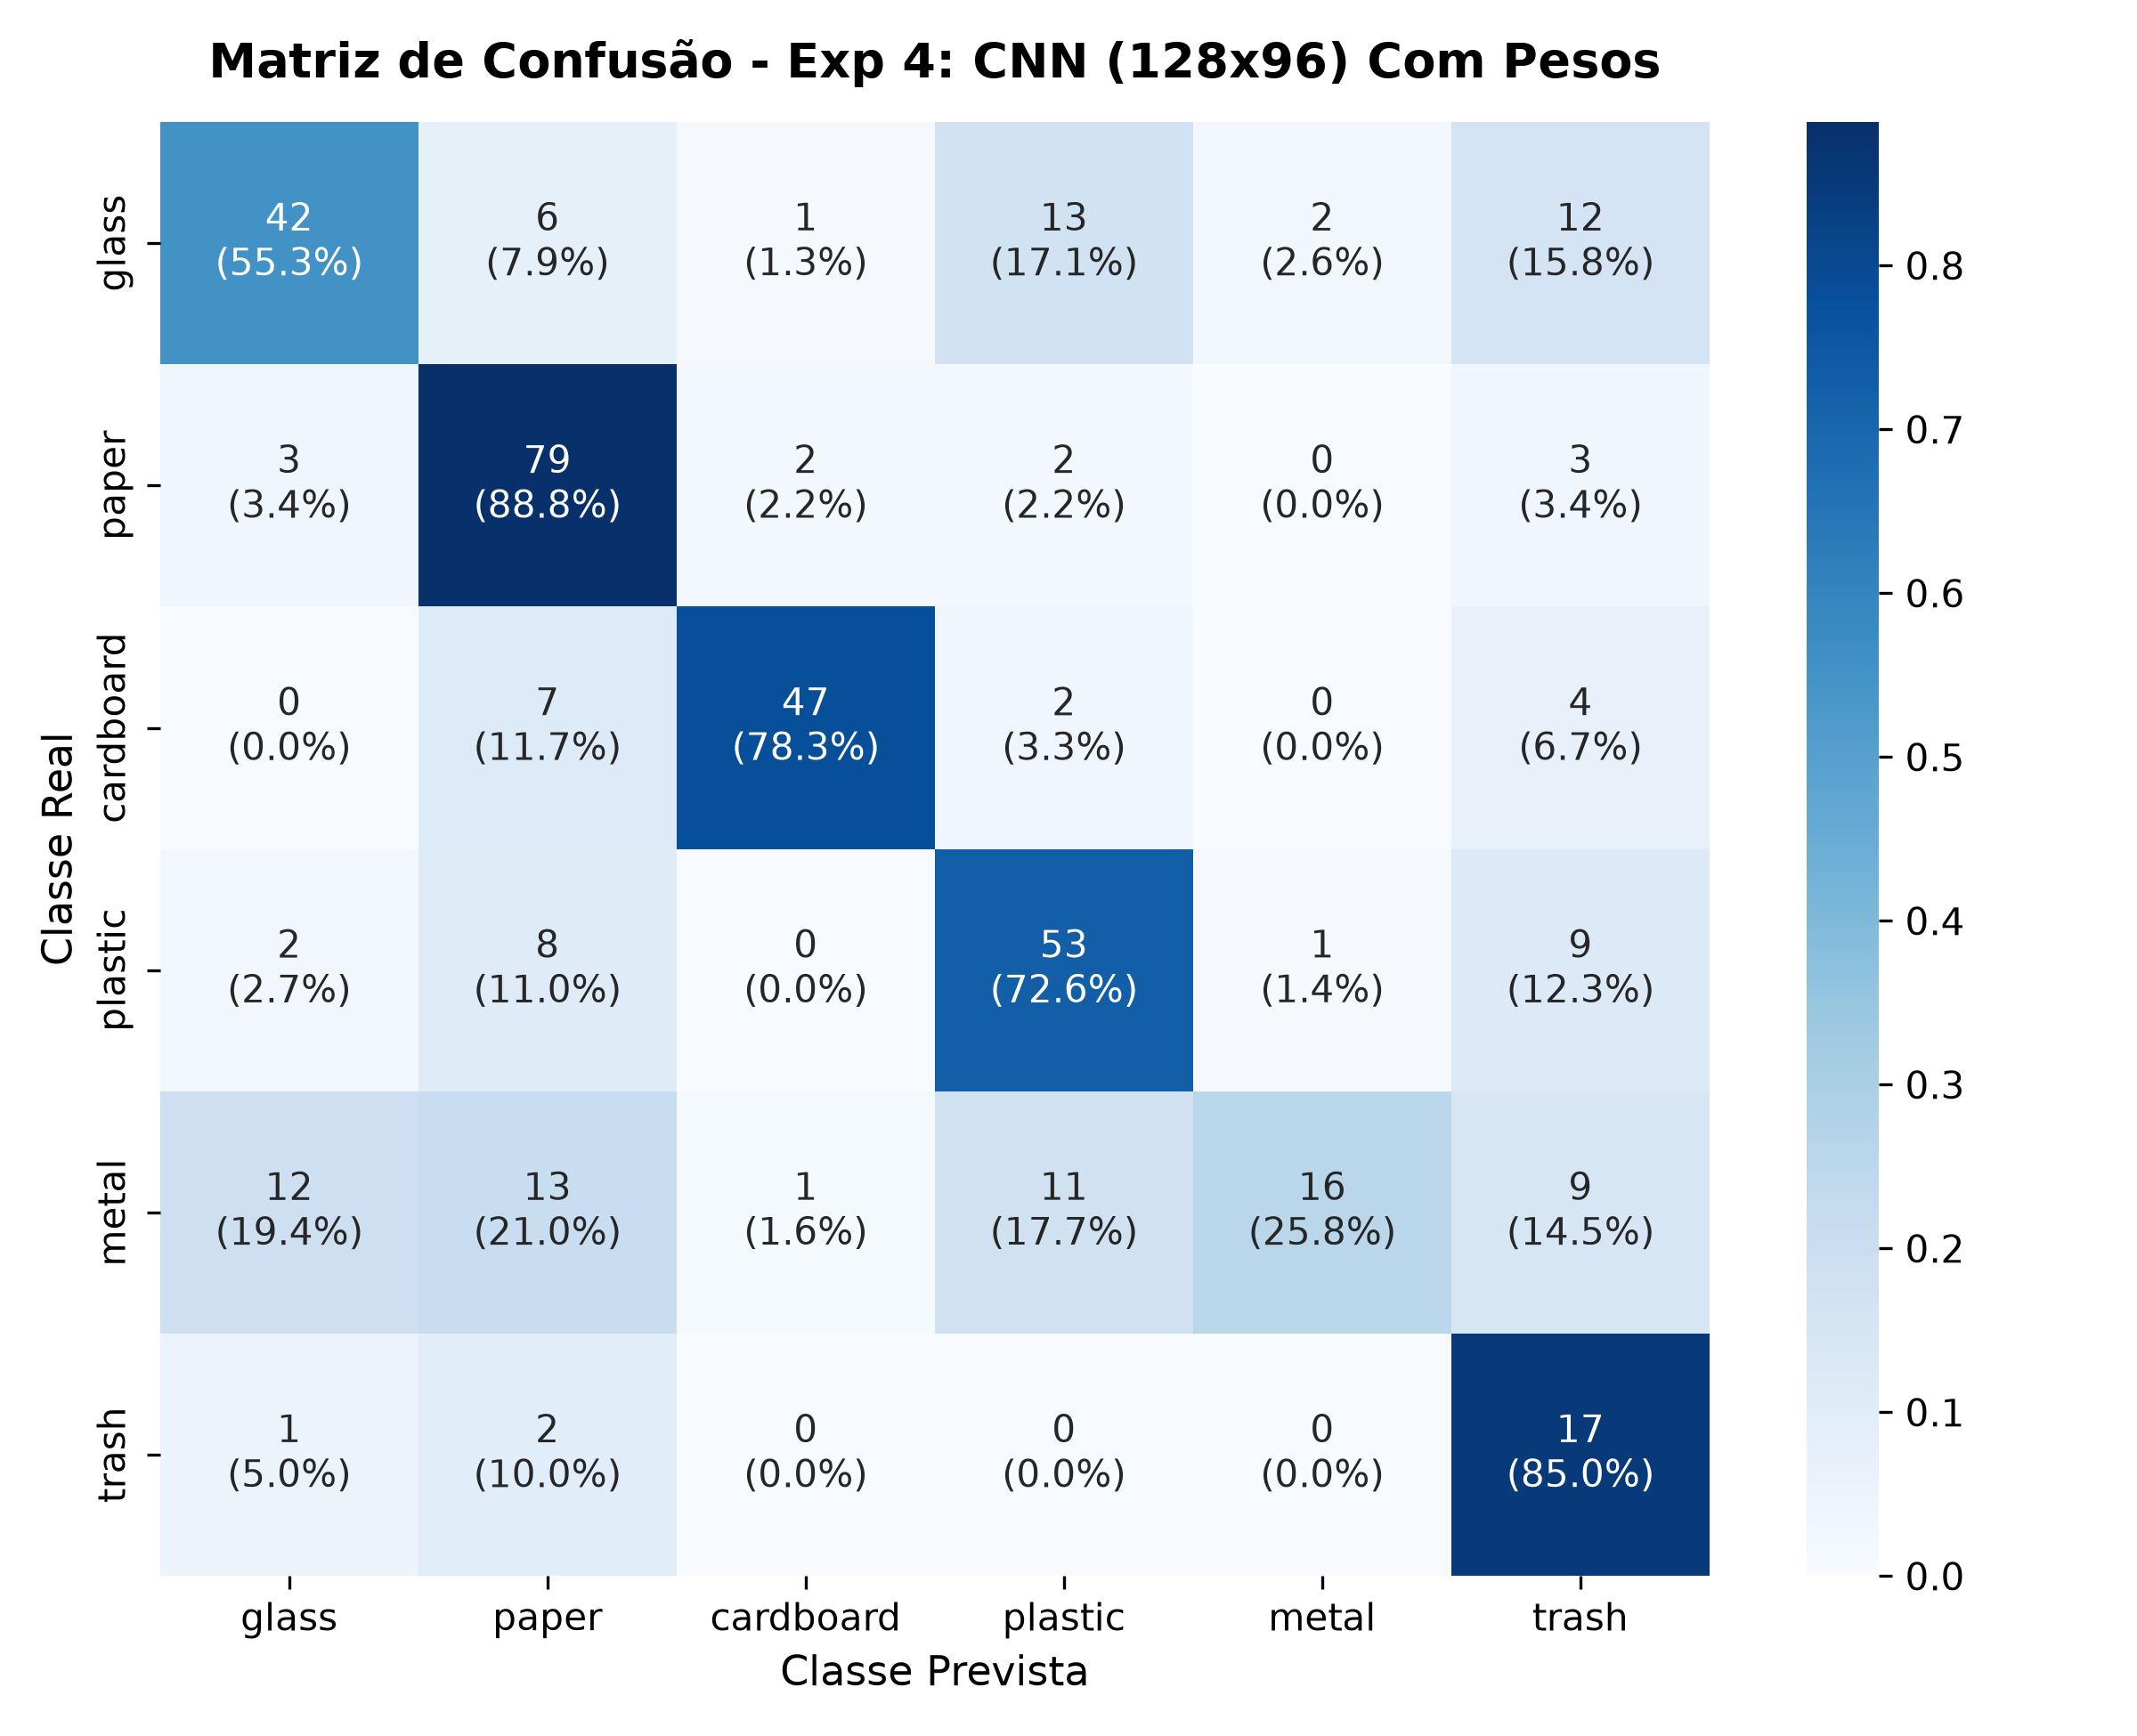 Matriz de Confusão - Exp 4: CNN (128x96) Com Pesos
Classe Real
glass
42 6 1 13 2 12
(55.3%) (7.9%) (1.3%) (17.1%) (2.6%) (15.8%)
paper
3 79 2 2 0 3
(3.4%) (88.8%) (2.2%) (2.2%) (0.0%) (3.4%)
cardboard
0 7 47 2 0 4
(0.0%) (11.7%) (78.3%) (3.3%) (0.0%) (6.7%)
plastic
2 8 0 53 1 9
(2.7%) (11.0%) (0.0%) (72.6%) (1.4%) (12.3%)
metal
12 13 1 11 16 9
(19.4%) (21.0%) (1.6%) (17.7%) (25.8%) (14.5%)
trash
1 2 0 0 0 17
(5.0%) (10.0%) (0.0%) (0.0%) (0.0%) (85.0%)
glass paper cardboard plastic metal trash
Classe Prevista
0.8
0.7
0.6
0.5
0.4
0.3
0.2
0.1
0.0